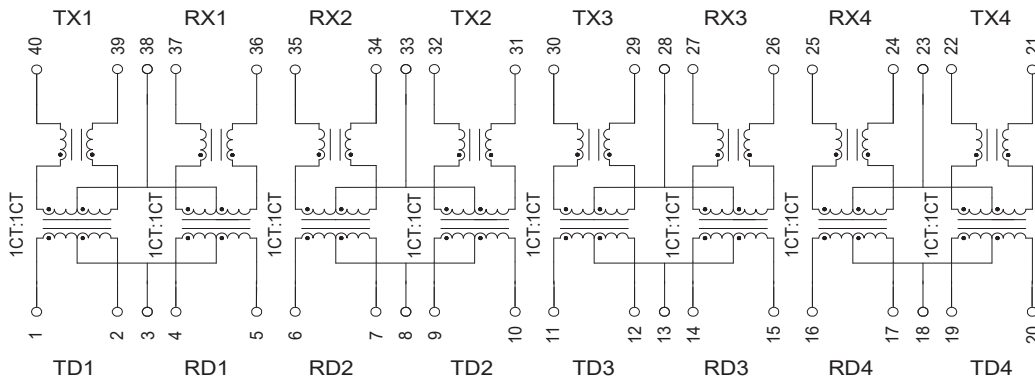 TX1 RX1 RX2 TX2 TX3 RX3 RX4 TX4
40 39 38 37 36 35 34 33 32 31 30 29 28 27 26 25 24 23 22 21
1CT:1CT 1CT:1CT 1CT:1CT 1CT:1CT 1CT:1CT 1CT:1CT 1CT:1CT 1CT:1CT
1 2 3 4 5 6 7 8 9 10 11 12 13 14 15 16 17 18 19 20
TD1 RD1 RD2 TD2 TD3 RD3 RD4 TD4